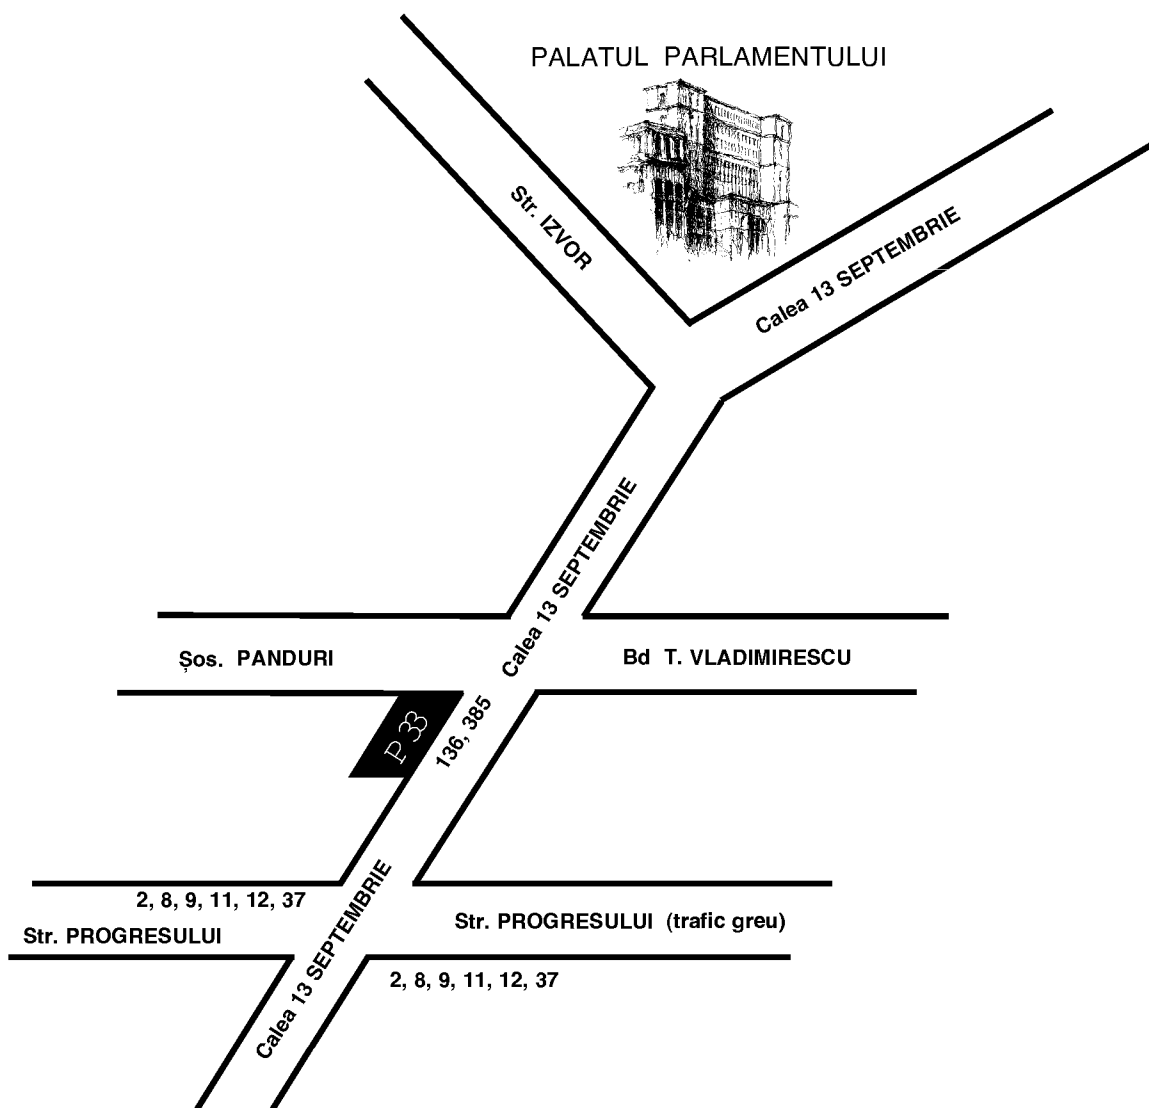 PALATUL PARLAMENTULUI
Str. IZVOR
Calea 13 SEPTEMBRIE
Calea 13 SEPTEMBRIE
Șos. PANDURI
Bd T. VLADIMIRESCU
P 33
136, 385
2, 8, 9, 11, 12, 37
Str. PROGRESULUI
Calea 13 SEPTEMBRIE
Str. PROGRESULUI (trafic greu)
2, 8, 9, 11, 12, 37